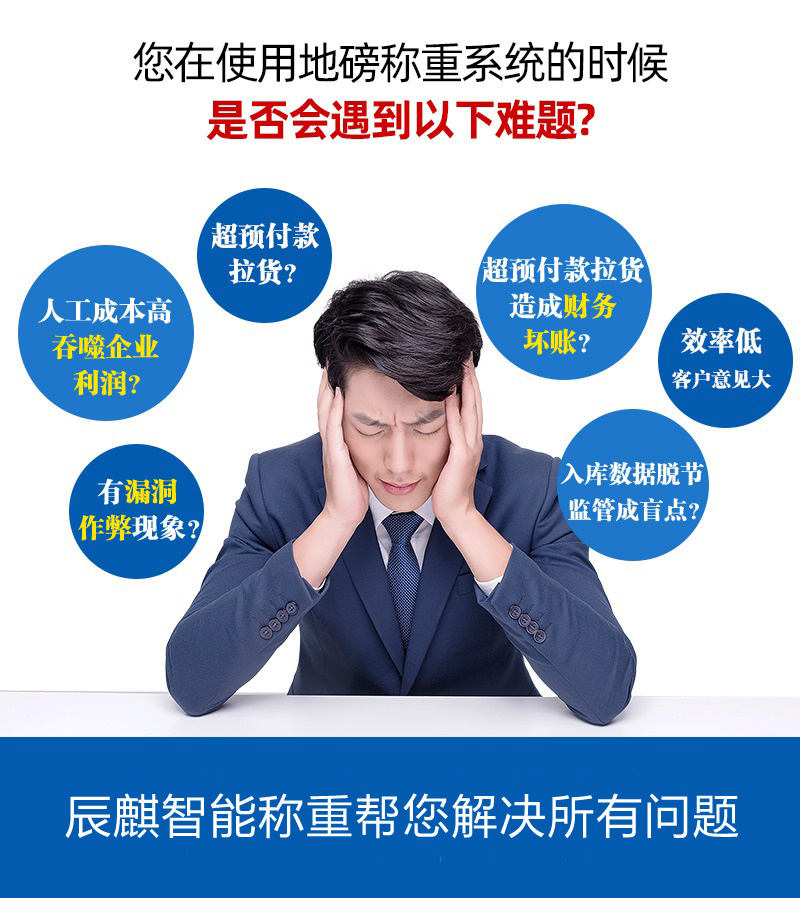 您在使用地磅称重系统的时候
是否会遇到以下难题?
超预付款
拉货?
超预付款拉货
造成财务
坏账?
人工成本高
吞噬企业
利润?
效率低
客户意见大
有漏洞
作弊现象?
入库数据脱节
监管成盲点?
辰麒智能称重帮您解决所有问题